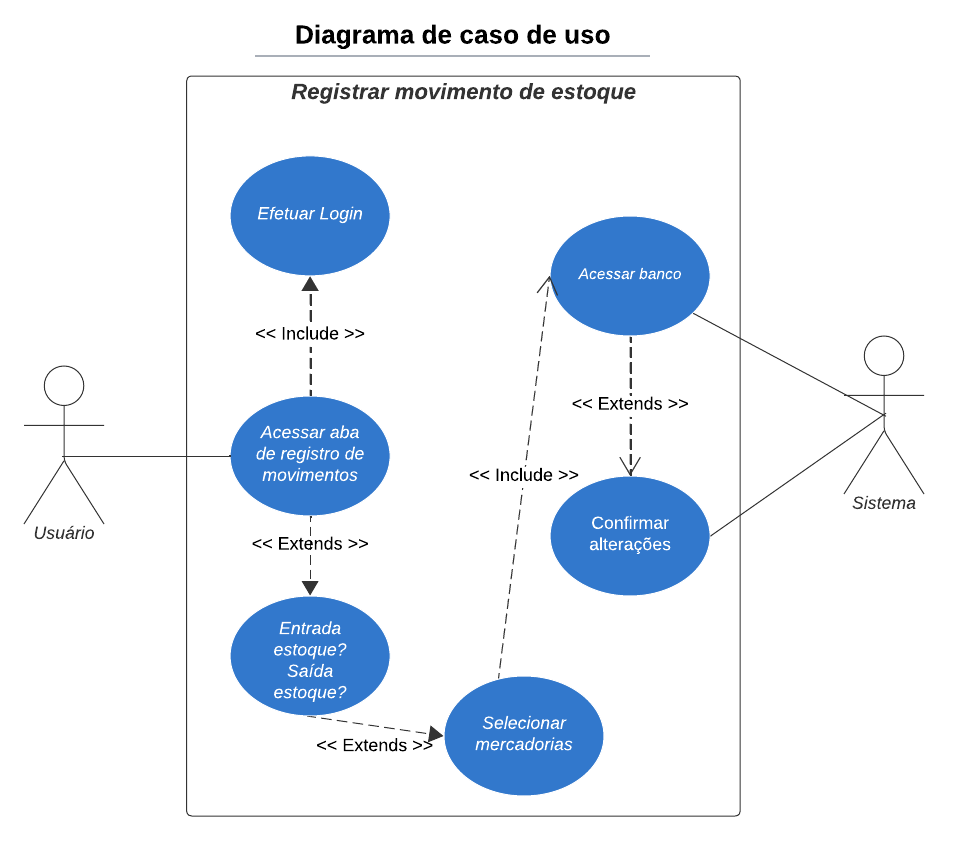 Diagrama de caso de uso
Registrar movimento de estoque
Efetuar Login
<< Include >>
Acessar aba
de registro de
movimentos
Usuário
<< Extends >>
Entrada
estoque?
Saída
estoque?
<< Extends >>
Selecionar
mercadorias
<< Include >>
Acessar banco
<< Extends >>
Confirmar
alterações
Sistema